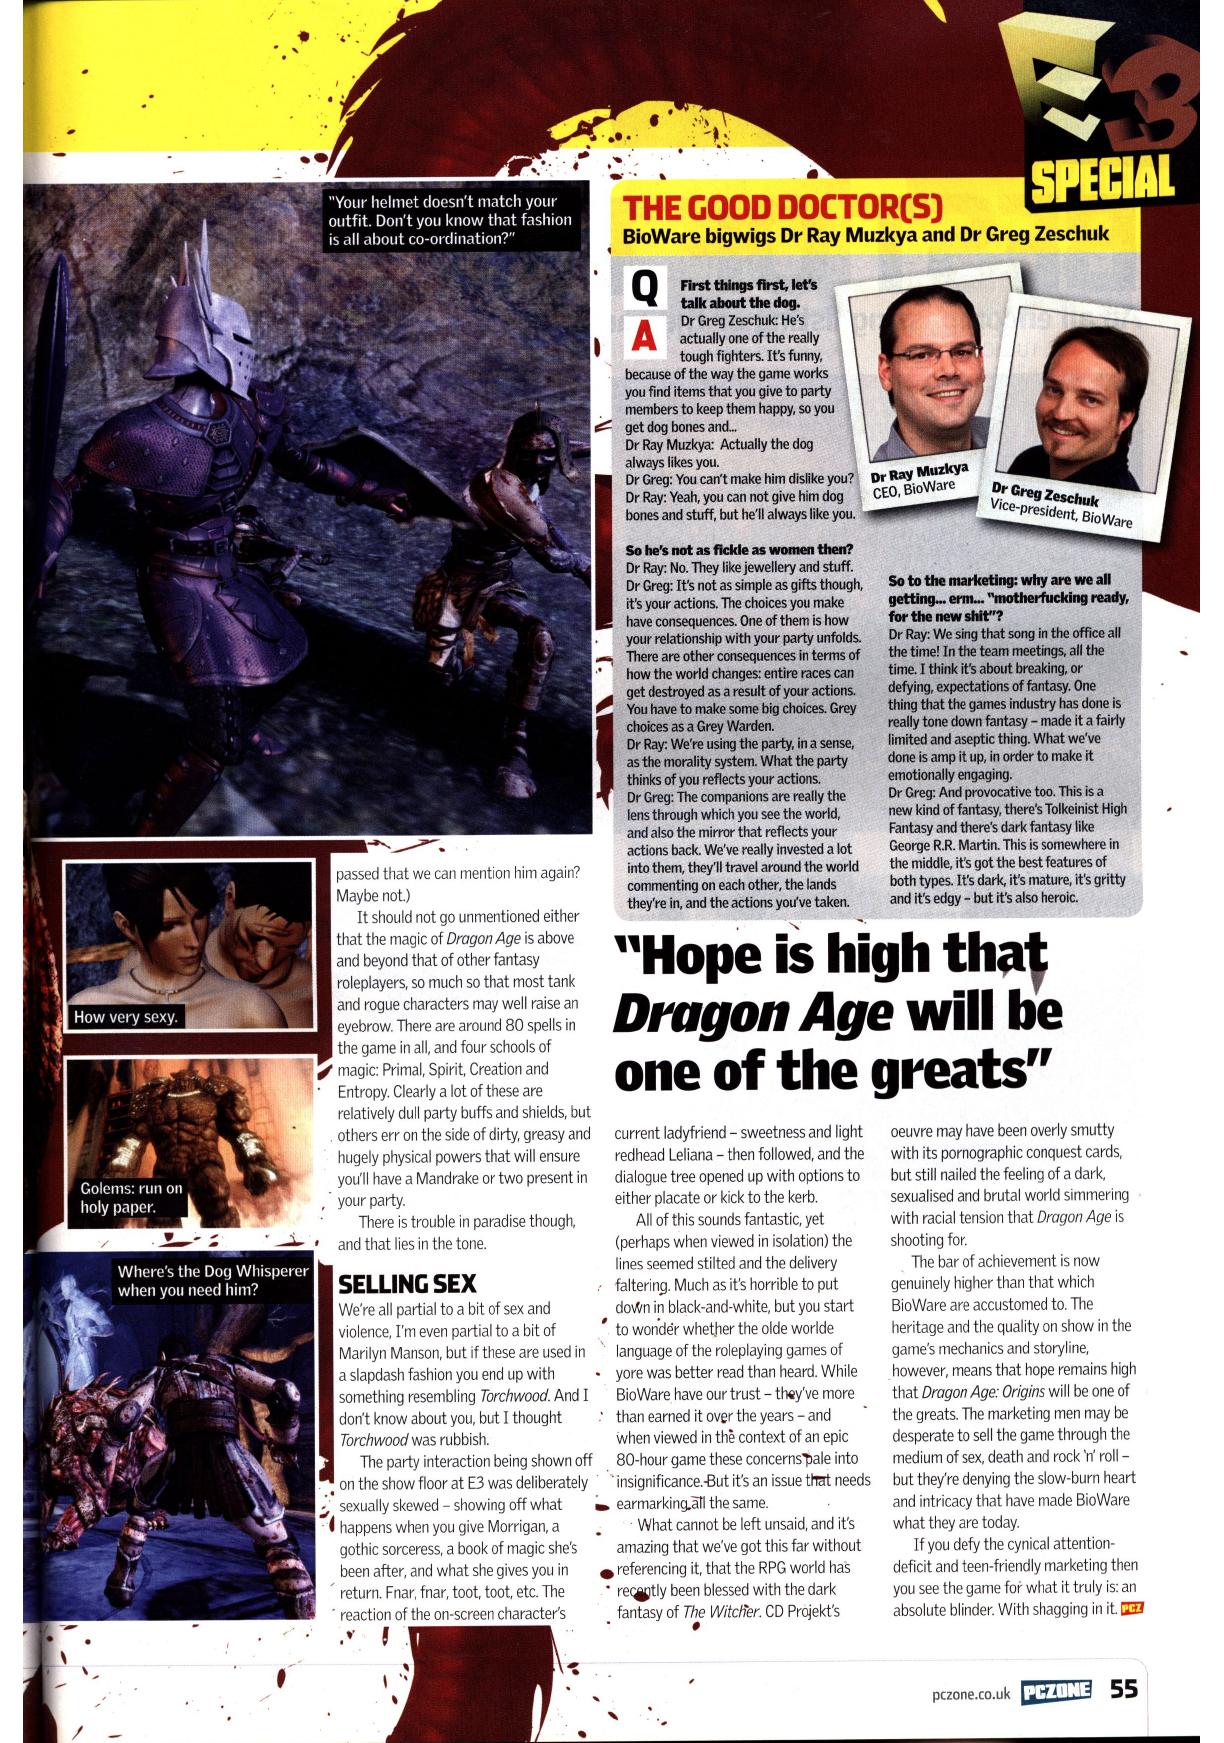 E3
SPECIAL
"Your helmet doesn't match your
outfit. Don't you know that fashion
is all about co-ordination?"
THE GOOD DOCTOR(S)
BioWare bigwigs Dr Ray Muzkya and Dr Greg Zeschuk
Q
First things first, let's
talk about the dog.
A
Dr Greg Zeschuk: He's
actually one of the really
tough fighters. It's funny,
because of the way the game works
you find items that you give to party
members to keep them happy, so you
get dog bones and...
Dr Ray Muzkya: Actually the dog
always likes you.
Dr Greg: You can't make him dislike you?
Dr Ray: Yeah, you can not give him dog
bones and stuff, but he'll always like you.
So he's not as fickle as women then?
Dr Ray: No. They like jewellery and stuff.
Dr Greg: It's not as simple as gifts though,
it's your actions. The choices you make
have consequences. One of them is how
your relationship with your party unfolds.
There are other consequences in terms of
how the world changes: entire races can
get destroyed as a result of your actions.
You have to make some big choices. Grey
choices as a Grey Warden.
Dr Ray: We're using the party, in a sense,
as the morality system. What the party
thinks of you reflects your actions.
Dr Greg: The companions are really the
lens through which you see the world,
and also the mirror that reflects your
actions back. We've really invested a lot
into them, they'll travel around the world
commenting on each other, the lands
they're in, and the actions you've taken.
Dr Ray Muzkya
CEO, BioWare
Dr Greg Zeschuk
Vice-president, BioWare
So to the marketing: why are we all
getting... erm... "motherfucking ready,
for the new shit"?
Dr Ray: We sing that song in the office all
the time! In the team meetings, all the
time. I think it's about breaking, or
defying, expectations of fantasy. One
thing that the games industry has done is
really tone down fantasy – made it a fairly
limited and aseptic thing. What we've
done is amp it up, in order to make it
emotionally engaging.
Dr Greg: And provocative too. This is a
new kind of fantasy, there's Tolkeinist High
Fantasy and there's dark fantasy like
George R.R. Martin. This is somewhere in
the middle, it's got the best features of
both types. It's dark, it's mature, it's gritty
and it's edgy – but it's also heroic.
How very sexy.
Golems: run on
holy paper.
Where's the Dog Whisperer
when you need him?
passed that we can mention him again?
Maybe not.)
It should not go unmentioned either
that the magic of Dragon Age is above
and beyond that of other fantasy
roleplayers, so much so that most tank
and rogue characters may well raise an
eyebrow. There are around 80 spells in
the game in all, and four schools of
magic: Primal, Spirit, Creation and
Entropy. Clearly a lot of these are
relatively dull party buffs and shields, but
others err on the side of dirty, greasy and
hugely physical powers that will ensure
you'll have a Mandrake or two present in
your party.
There is trouble in paradise though,
and that lies in the tone.
SELLING SEX
We're all partial to a bit of sex and
violence, I'm even partial to a bit of
Marilyn Manson, but if these are used in
a slapdash fashion you end up with
something resembling Torchwood. And I
don't know about you, but I thought
Torchwood was rubbish.
The party interaction being shown off
on the show floor at E3 was deliberately
sexually skewed – showing off what
happens when you give Morrigan, a
gothic sorceress, a book of magic she's
been after, and what she gives you in
return. Fnar, fnar, toot, toot, etc. The
reaction of the on-screen character's
"Hope is high that
Dragon Age will be
one of the greats"
current ladyfriend – sweetness and light
redhead Leliana – then followed, and the
dialogue tree opened up with options to
either placate or kick to the kerb.
All of this sounds fantastic, yet
(perhaps when viewed in isolation) the
lines seemed stilted and the delivery
faltering. Much as it's horrible to put
down in black-and-white, but you start
to wonder whether the olde worlde
language of the roleplaying games of
yore was better read than heard. While
BioWare have our trust – they've more
than earned it over the years – and
when viewed in the context of an epic
80-hour game these concerns pale into
insignificance. But it's an issue that needs
earmarking all the same.
What cannot be left unsaid, and it's
amazing that we've got this far without
referencing it, that the RPG world has
recently been blessed with the dark
fantasy of The Witcher. CD Projekt's
oeuvre may have been overly smutty
with its pornographic conquest cards,
but still nailed the feeling of a dark,
sexualised and brutal world simmering
with racial tension that Dragon Age is
shooting for.
The bar of achievement is now
genuinely higher than that which
BioWare are accustomed to. The
heritage and the quality on show in the
game's mechanics and storyline,
however, means that hope remains high
that Dragon Age: Origins will be one of
the greats. The marketing men may be
desperate to sell the game through the
medium of sex, death and rock 'n' roll –
but they're denying the slow-burn heart
and intricacy that have made BioWare
what they are today.
If you defy the cynical attention-
deficit and teen-friendly marketing then
you see the game for what it truly is: an
absolute blinder. With shagging in it. PCZ
pczone.co.uk PCZONE 55